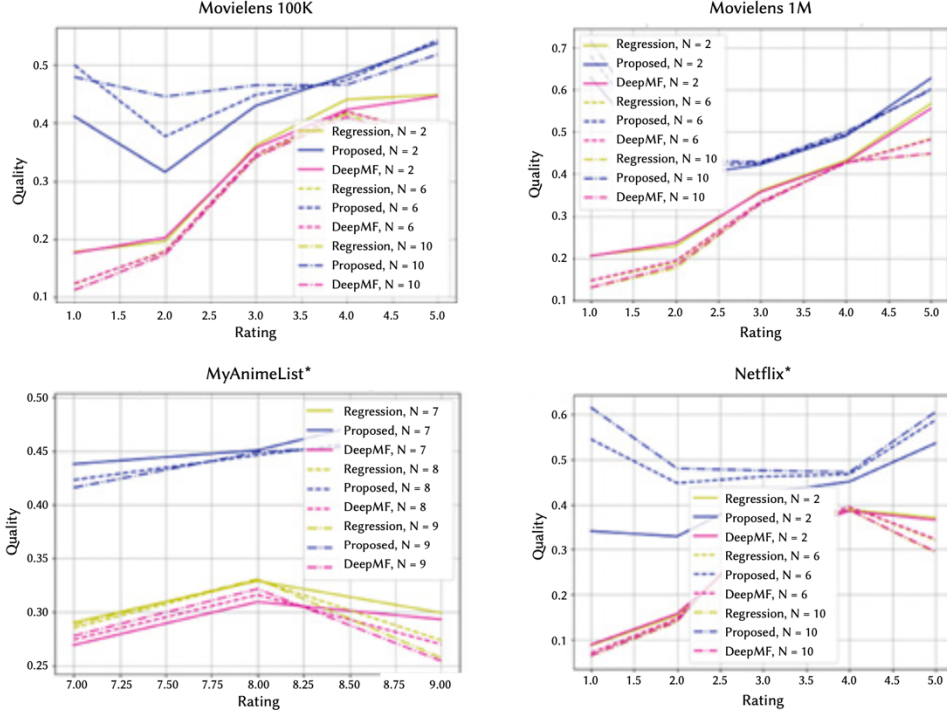 Movielens 100K
Quality
0.5
0.4
0.3
0.2
0.1
Regression, N = 2
Proposed, N = 2
DeepMF, N = 2
Regression, N = 6
Proposed, N = 6
DeepMF, N = 6
Regression, N = 10
Proposed, N = 10
DeepMF, N = 10
1.0 1.5 2.0 2.5 3.0 3.5 4.0 4.5 5.0
Rating
Movielens 1M
Quality
0.7
0.6
0.5
0.4
0.3
0.2
0.1
Regression, N = 2
Proposed, N = 2
DeepMF, N = 2
Regression, N = 6
Proposed, N = 6
DeepMF, N = 6
Regression, N = 10
Proposed, N = 10
DeepMF, N = 10
1.0 1.5 2.0 2.5 3.0 3.5 4.0 4.5 5.0
Rating
MyAnimeList*
Quality
0.50
0.45
0.40
0.35
0.30
0.25
Regression, N = 7
Proposed, N = 7
DeepMF, N = 7
Regression, N = 8
Proposed, N = 8
DeepMF, N = 8
Regression, N = 9
Proposed, N = 9
DeepMF, N = 9
7.00 7.25 7.50 7.75 8.00 8.25 8.50 8.75 9.00
Rating
Netflix*
Quality
0.6
0.5
0.4
0.3
0.2
0.1
Regression, N = 2
Proposed, N = 2
DeepMF, N = 2
Regression, N = 6
Proposed, N = 6
DeepMF, N = 6
Regression, N = 10
Proposed, N = 10
DeepMF, N = 10
1.0 1.5 2.0 2.5 3.0 3.5 4.0 4.5 5.0
Rating